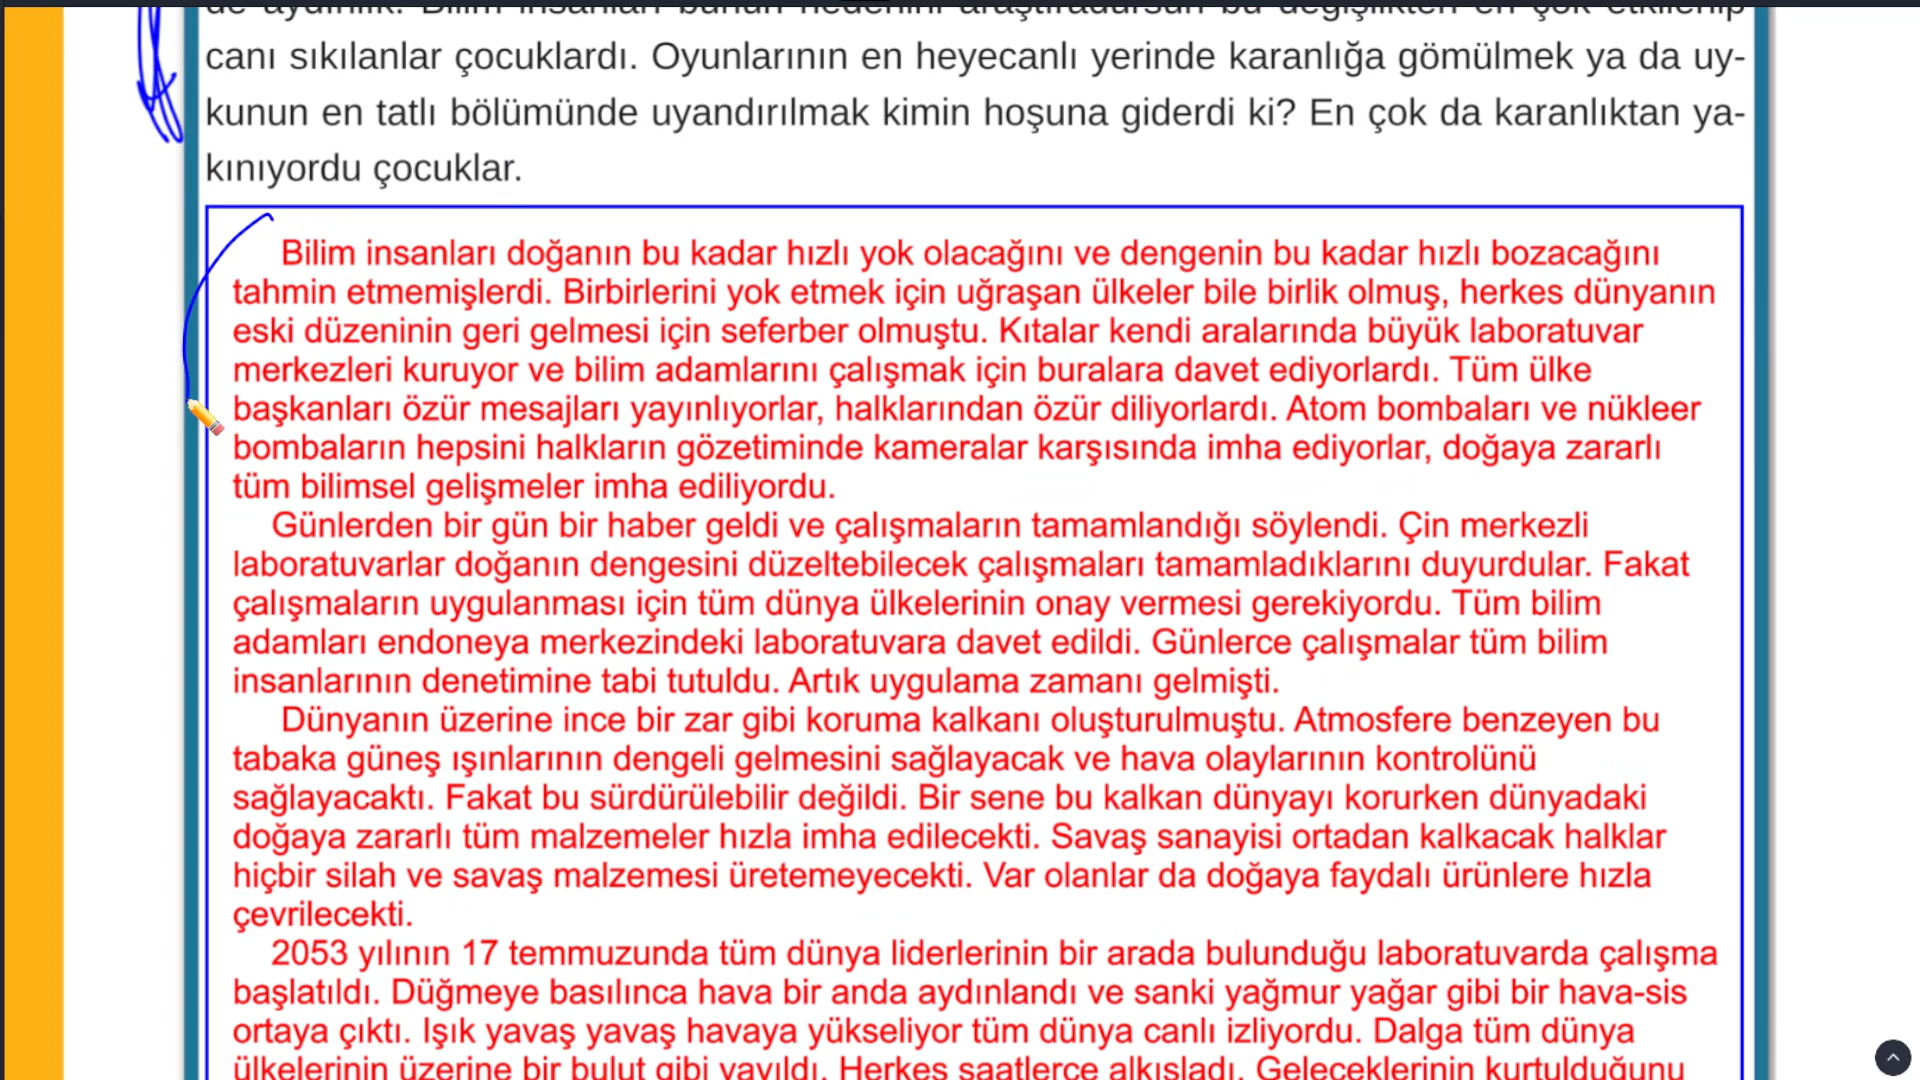 de aydınlık. Bilim insanları bunun nedenini araştıradursun bu değişlikten en çok etkilenip
canı sıkılanlar çocuklardı. Oyunlarının en heyecanlı yerinde karanlığa gömülmek ya da uy-
kunun en tatlı bölümünde uyandırılmak kimin hoşuna giderdi ki? En çok da karanlıktan ya-
kınıyordu çocuklar.
Bilim insanları doğanın bu kadar hızlı yok olacağını ve dengenin bu kadar hızlı bozacağını
tahmin etmemişlerdi. Birbirlerini yok etmek için uğraşan ülkeler bile birlik olmuş, herkes dünyanın
eski düzeninin geri gelmesi için seferber olmuştu. Kıtalar kendi aralarında büyük laboratuvar
merkezleri kuruyor ve bilim adamlarını çalışmak için buralara davet ediyorlardı. Tüm ülke
başkanları özür mesajları yayınlıyorlar, halklarından özür diliyorlardı. Atom bombaları ve nükleer
bombaların hepsini halkların gözetiminde kameralar karşısında imha ediyorlar, doğaya zararlı
tüm bilimsel gelişmeler imha ediliyordu.
Günlerden bir gün bir haber geldi ve çalışmaların tamamlandığı söylendi. Çin merkezli
laboratuvarlar doğanın dengesini düzeltebilecek çalışmaları tamamladıklarını duyurdular. Fakat
çalışmaların uygulanması için tüm dünya ülkelerinin onay vermesi gerekiyordu. Tüm bilim
adamları endoneya merkezindeki laboratuvara davet edildi. Günlerce çalışmalar tüm bilim
insanlarının denetimine tabi tutuldu. Artık uygulama zamanı gelmişti.
Dünyanın üzerine ince bir zar gibi koruma kalkanı oluşturulmuştu. Atmosfere benzeyen bu
tabaka güneş ışınlarının dengeli gelmesini sağlayacak ve hava olaylarının kontrolünü
sağlayacaktı. Fakat bu sürdürülebilir değildi. Bir sene bu kalkan dünyayı korurken dünyadaki
doğaya zararlı tüm malzemeler hızla imha edilecekti. Savaş sanayisi ortadan kalkacak halklar
hiçbir silah ve savaş malzemesi üretemeyecekti. Var olanlar da doğaya faydalı ürünlere hızla
çevrilecekti.
2053 yılının 17 temmuzunda tüm dünya liderlerinin bir arada bulunduğu laboratuvarda çalışma
başlatıldı. Düğmeye basılınca hava bir anda aydınlandı ve sanki yağmur yağar gibi bir hava-sis
ortaya çıktı. Işık yavaş yavaş havaya yükseliyor tüm dünya canlı izliyordu. Dalga tüm dünya
ülkelerinin üzerine bir bulut gibi yayıldı. Herkes saatlerce alkışladı. Geleceklerinin kurtulduğunu